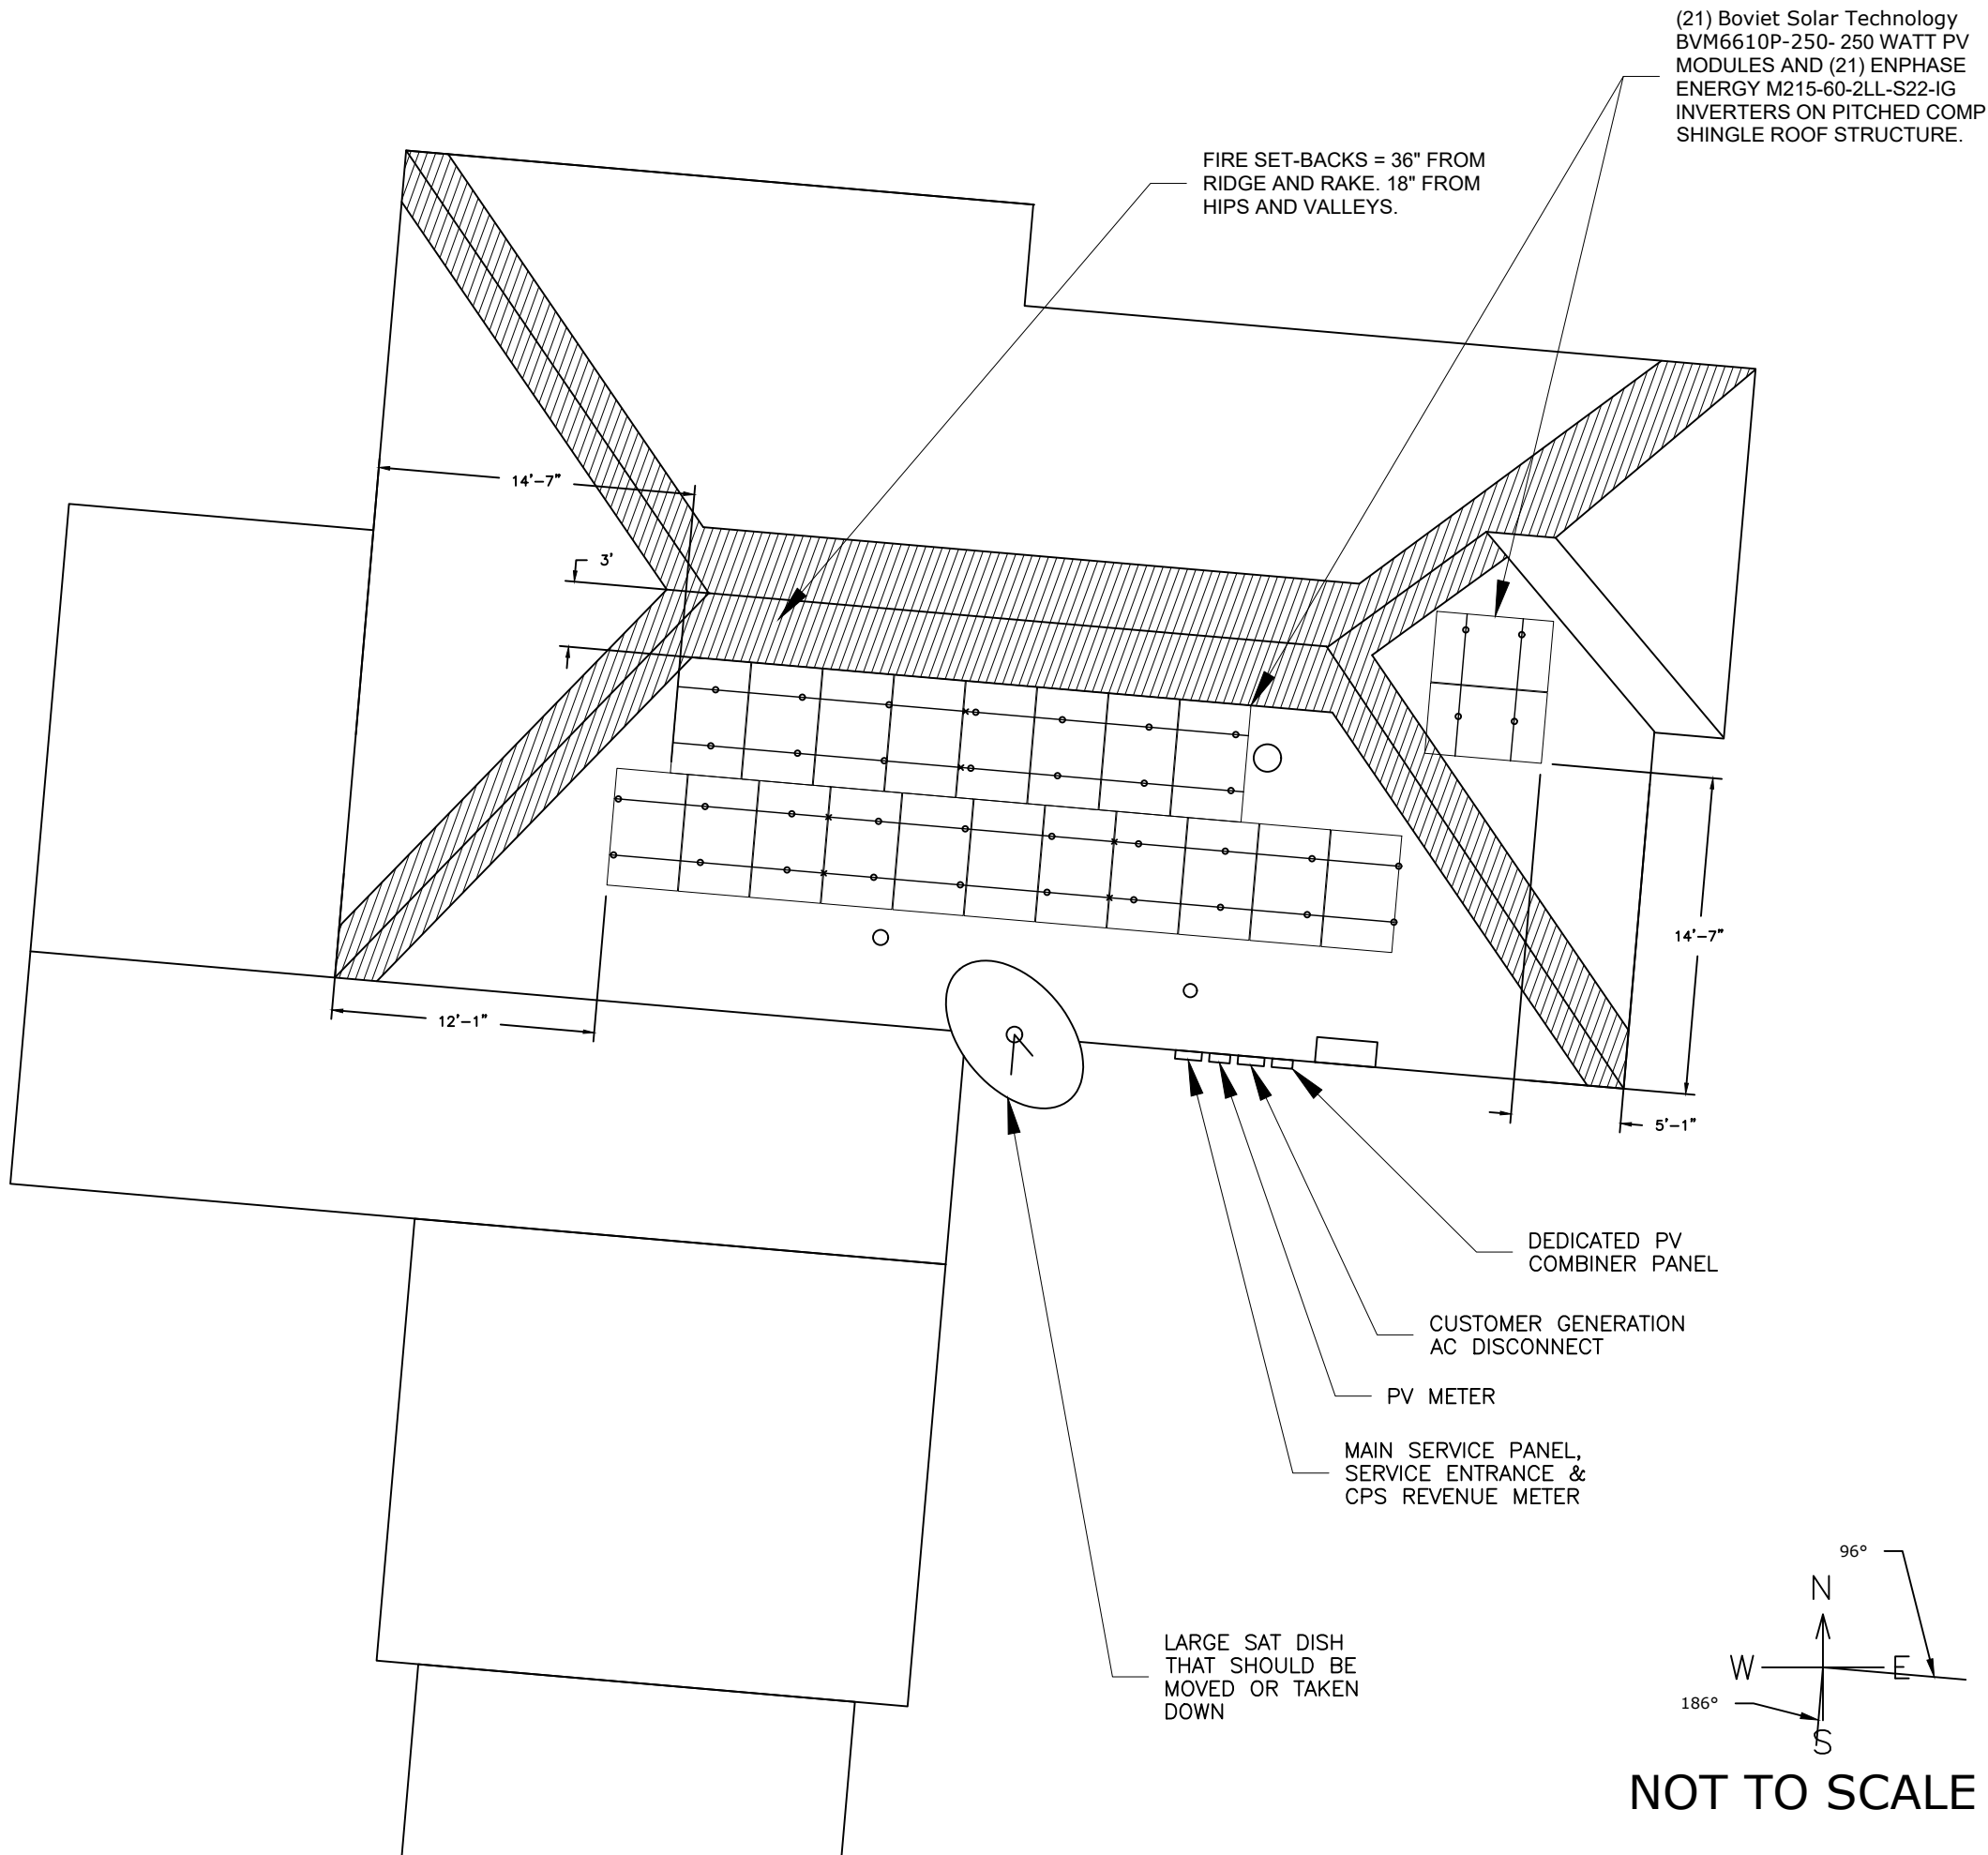 (21) Boviet Solar Technology
BVM6610P-250- 250 WATT PV
MODULES AND (21) ENPHASE
ENERGY M215-60-2LL-S22-IG
INVERTERS ON PITCHED COMP
SHINGLE ROOF STRUCTURE.
FIRE SET-BACKS = 36" FROM
RIDGE AND RAKE. 18" FROM
HIPS AND VALLEYS.
14'-7"
3'
14'-7"
12'-1"
5'-1"
DEDICATED PV
COMBINER PANEL
CUSTOMER GENERATION
AC DISCONNECT
PV METER
MAIN SERVICE PANEL,
SERVICE ENTRANCE &
CPS REVENUE METER
LARGE SAT DISH
THAT SHOULD BE
MOVED OR TAKEN
DOWN
96°
N
W
E
186°
S
NOT TO SCALE